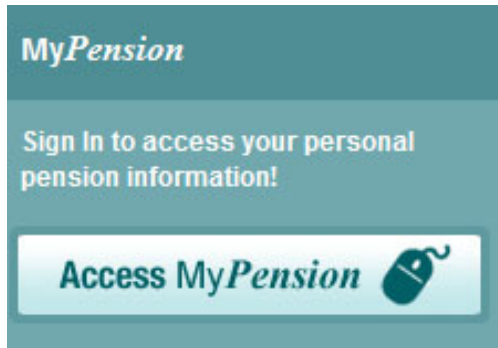 MyPension
Sign In to access your personal
pension information!
Access MyPension